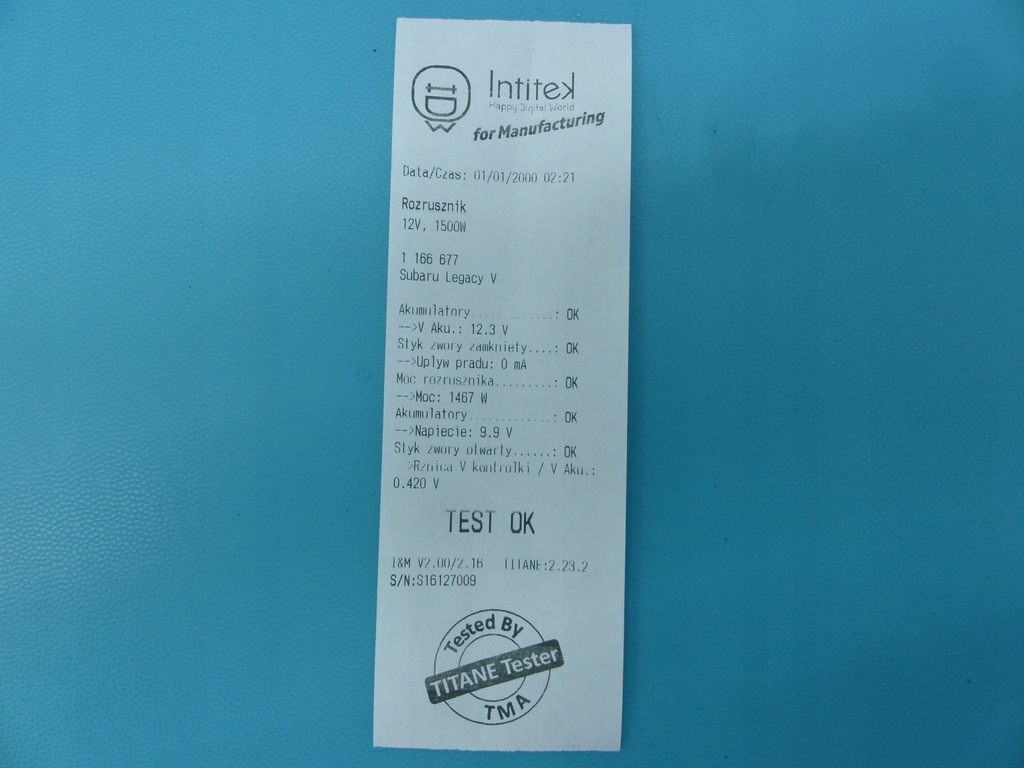 Intitek
Happy Digital World
for Manufacturing
Data/Czas: 01/01/2000 02:21
Rozrusznik
12V, 1500W
1 166 677
Subaru Legacy V
Akumulatory.............: OK
-->V Aku.: 12.3 V
Styk zwory zamkniety....: OK
-->Uplyw pradu: 0 mA
Moc rozrusznika.........: OK
-->Moc: 1467 W
Akumulatory.............: OK
-->Napiecie: 9.9 V
Styk zwory otwarty......: OK
-->Rznica V kontrolki / V Aku.:
0.420 V
TEST OK
I&M V2.00/2.16 TITANE:2.23.2
S/N:S16127009
Tested By
TITANE Tester
TMA